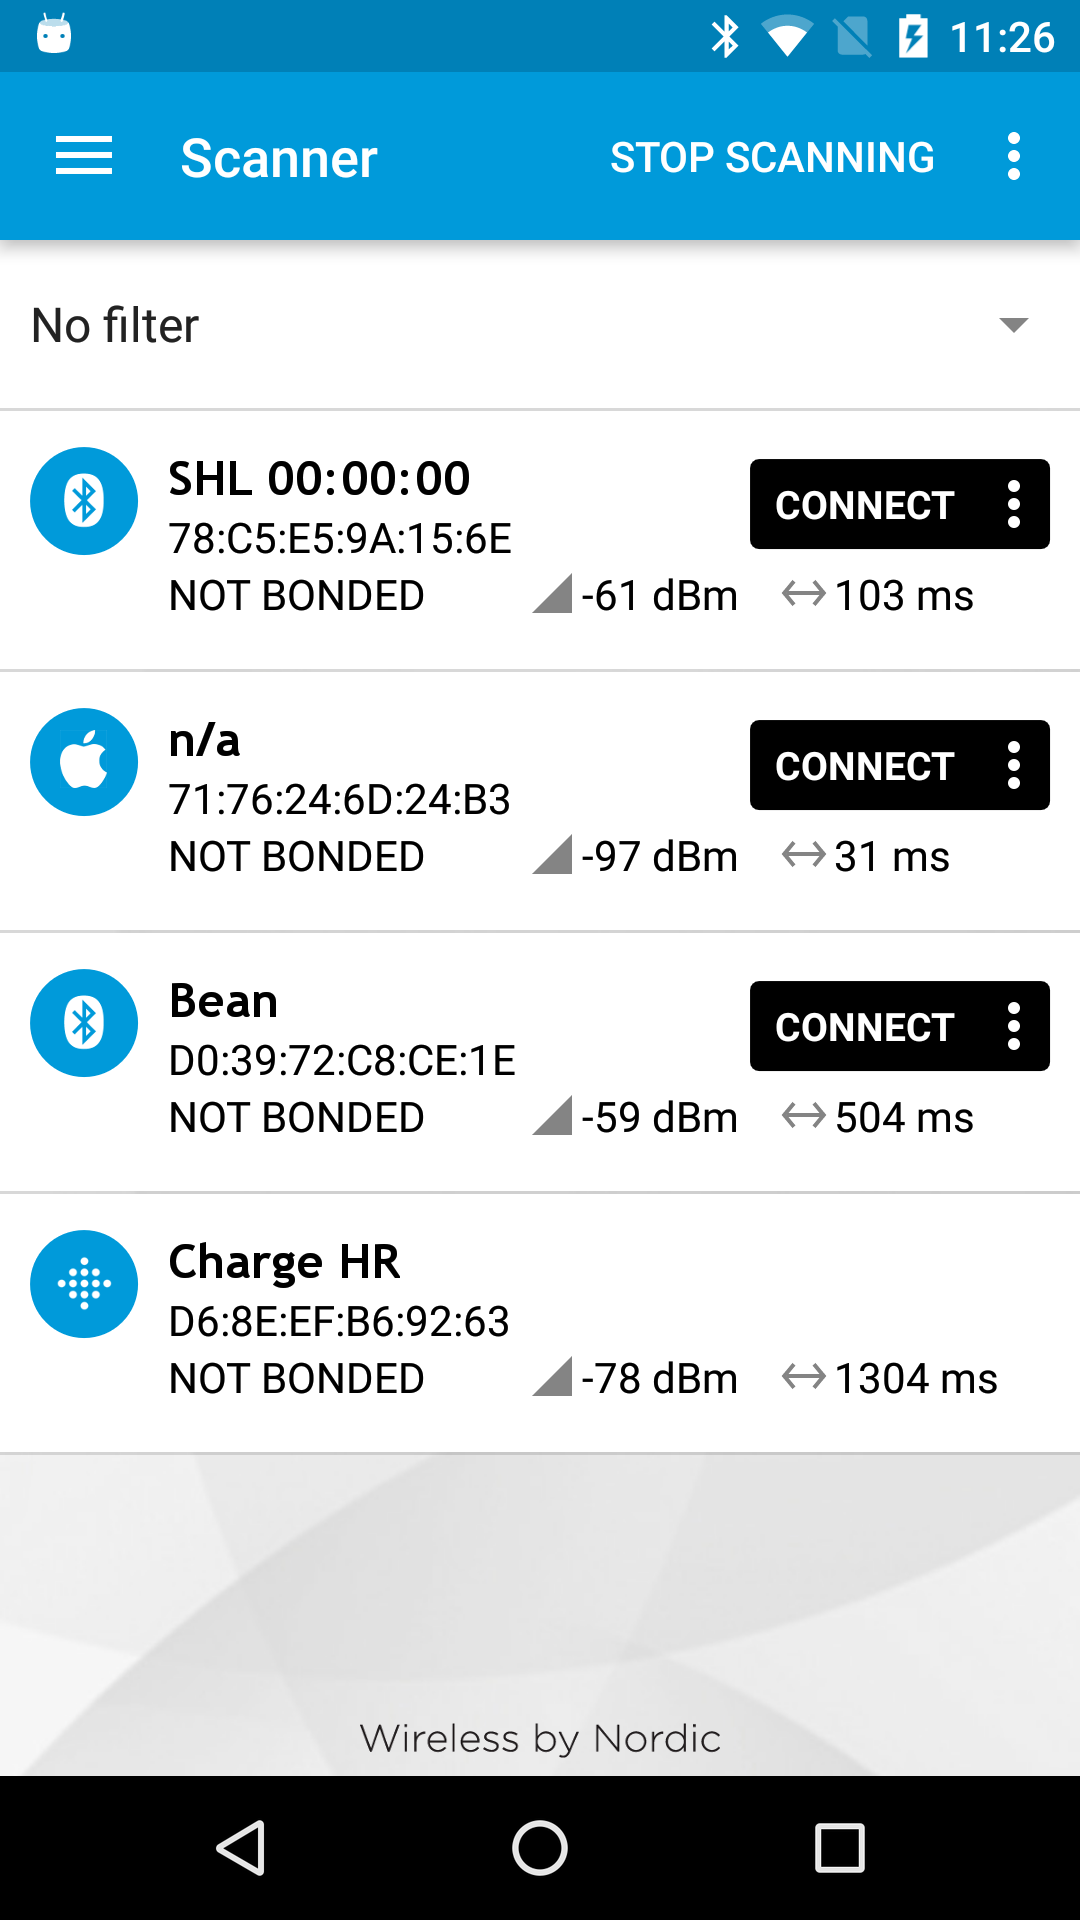 11:26
Scanner STOP SCANNING
No filter
SHL 00:00:00
CONNECT
78:C5:E5:9A:15:6E
NOT BONDED -61 dBm 103 ms
n/a
CONNECT
71:76:24:6D:24:B3
NOT BONDED -97 dBm 31 ms
Bean
CONNECT
D0:39:72:C8:CE:1E
NOT BONDED -59 dBm 504 ms
Charge HR
D6:8E:EF:B6:92:63
NOT BONDED -78 dBm 1304 ms
Wireless by Nordic